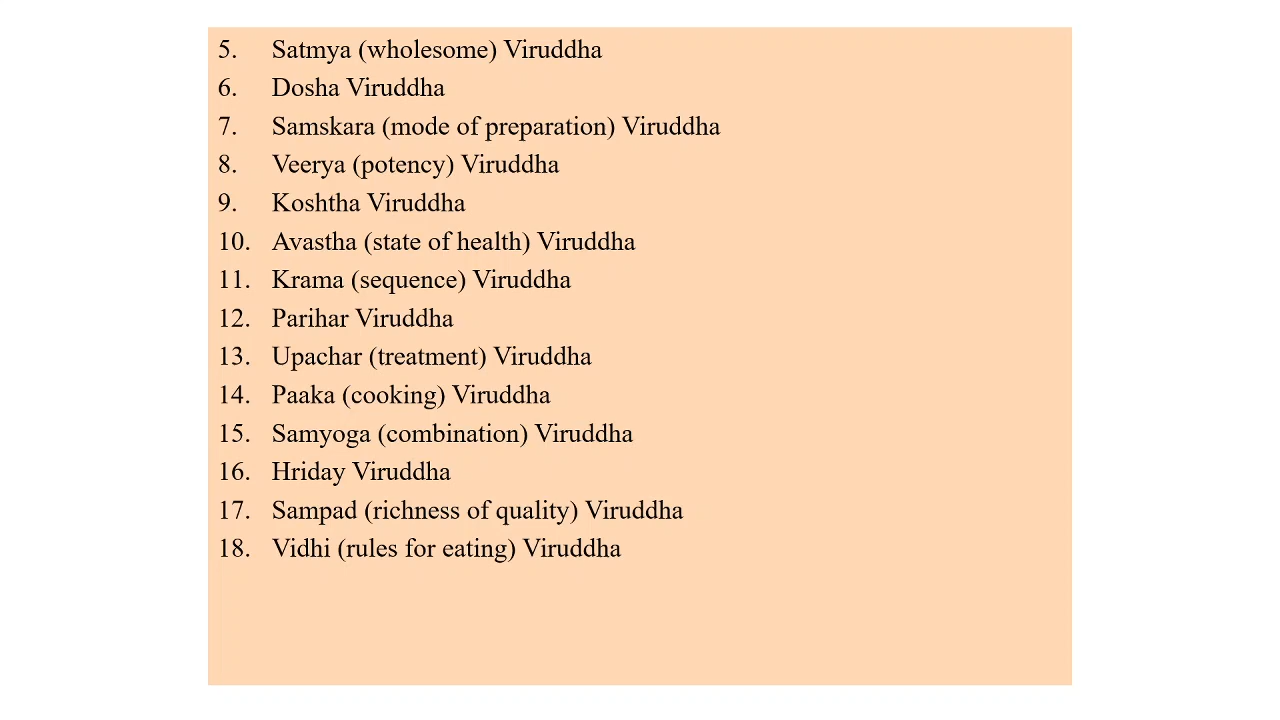 5. Satmya (wholesome) Viruddha
6. Dosha Viruddha
7. Samskara (mode of preparation) Viruddha
8. Veerya (potency) Viruddha
9. Koshtha Viruddha
10. Avastha (state of health) Viruddha
11. Krama (sequence) Viruddha
12. Parihar Viruddha
13. Upachar (treatment) Viruddha
14. Paaka (cooking) Viruddha
15. Samyoga (combination) Viruddha
16. Hriday Viruddha
17. Sampad (richness of quality) Viruddha
18. Vidhi (rules for eating) Viruddha